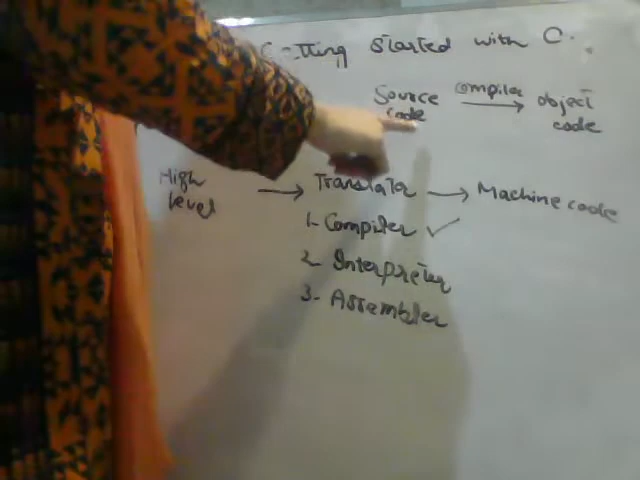 Getting Started with C.
Source code compiler → object code
High level → Translator → Machine code
1- Compiler ✓
2- Interpreter
3- Assembler